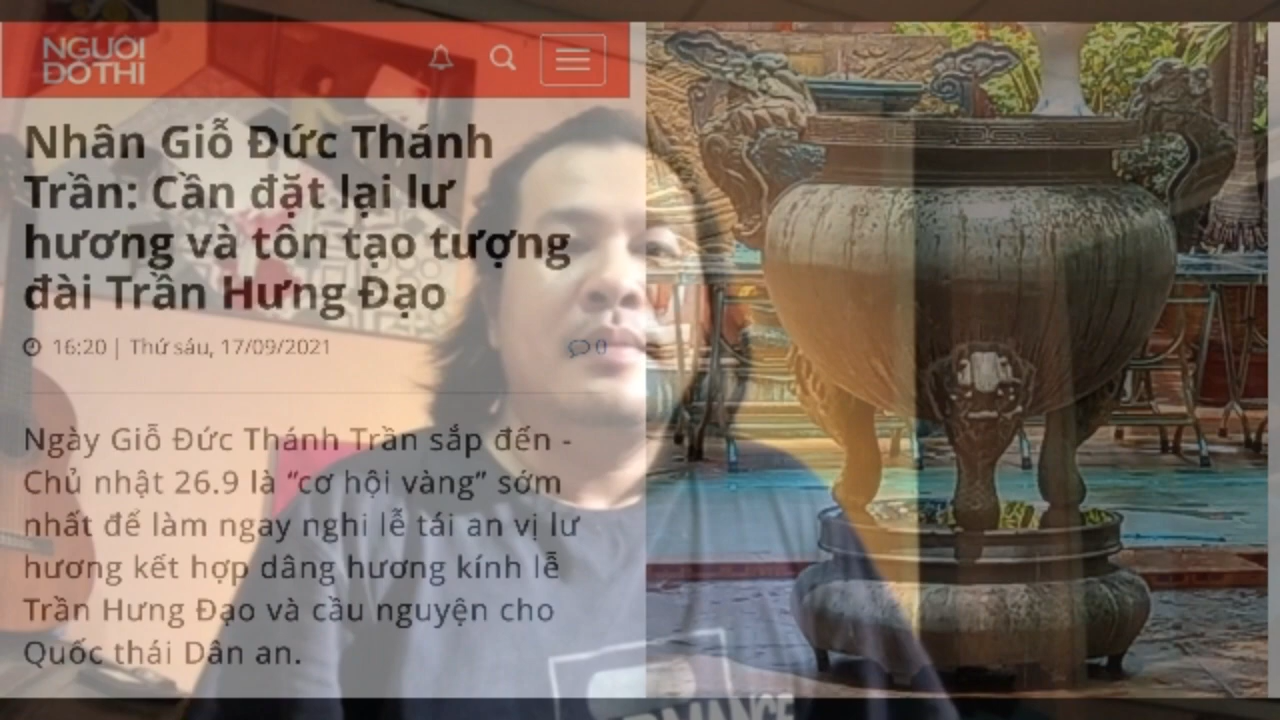 NGƯỜI
ĐÔTHỊ
Nhân Giỗ Đức Thánh
Trần: Cần đặt lại lư
hương và tôn tạo tượng
đài Trần Hưng Đạo
16:20 | Thứ sáu, 17/09/2021
0
Ngày Giỗ Đức Thánh Trần sắp đến -
Chủ nhật 26.9 là “cơ hội vàng” sớm
nhất để làm ngay nghi lễ tái an vị lư
hương kết hợp dâng hương kính lễ
Trần Hưng Đạo và cầu nguyện cho
Quốc thái Dân an.